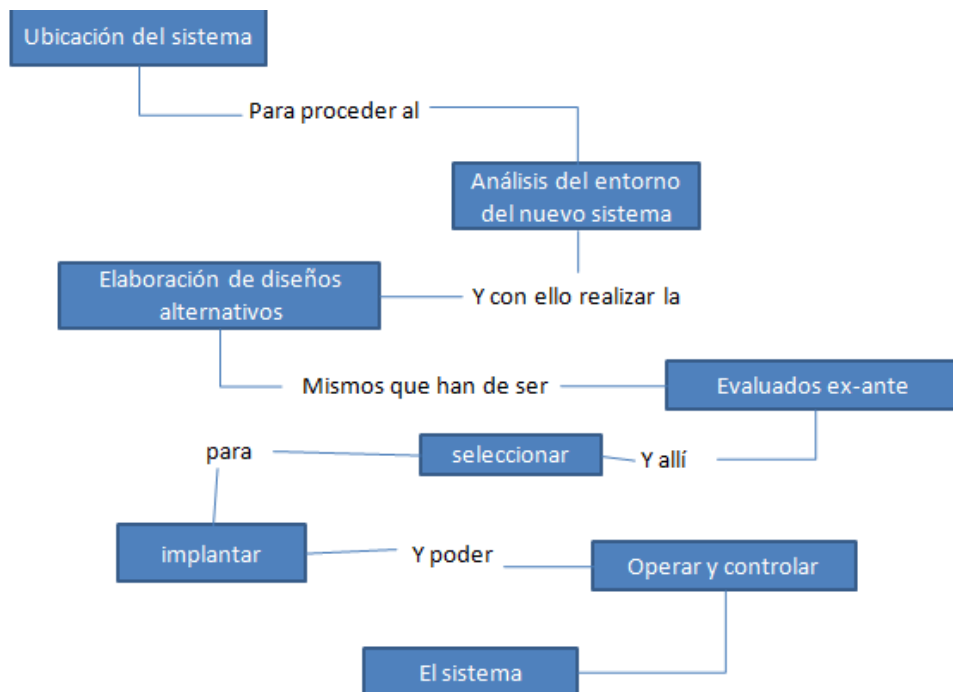 Ubicación del sistema
Para proceder al
Análisis del entorno
del nuevo sistema
Elaboración de diseños
alternativos
Y con ello realizar la
Mismos que han de ser
Evaluados ex-ante
para
seleccionar
Y allí
implantar
Y poder
Operar y controlar
El sistema